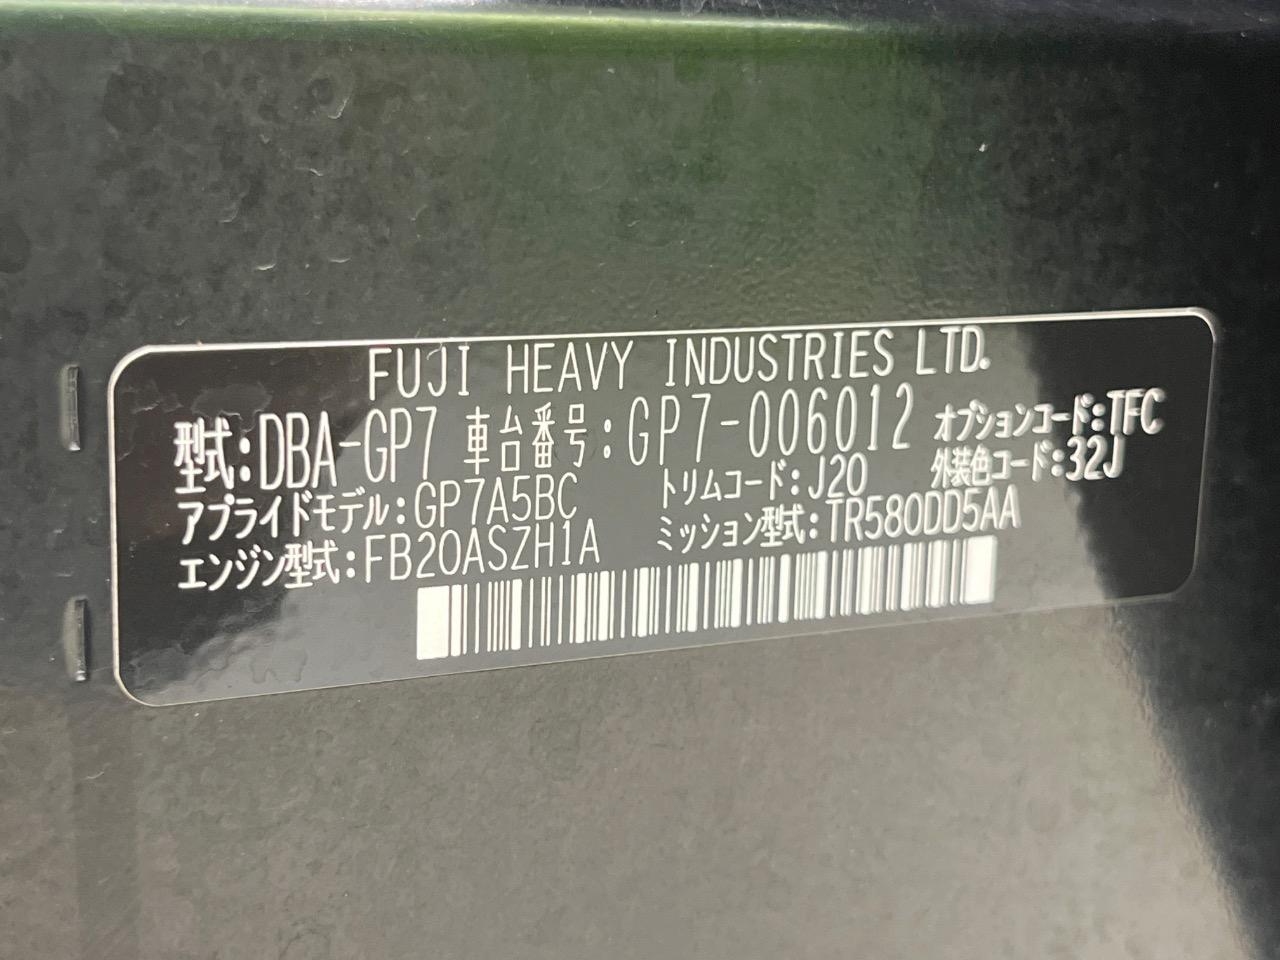 FUJI HEAVY INDUSTRIES LTD.
型式:DBA-GP7 車台番号:GP7-006012 オプションコード:TFC
アプライドモデル:GP7A5BC トリムコード:J20 外装色コード:32J
エンジン型式:FB20ASZH1A ミッション型式:TR580DD5AA